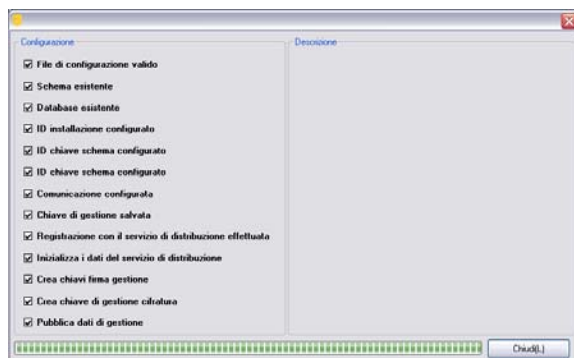 Configurazione
Descrizione
File di configurazione valido
Schema esistente
Database esistente
ID installazione configurato
ID chiave schema configurato
ID chiave schema configurato
Comunicazione configurata
Chiave di gestione salvata
Registrazione con il servizio di distribuzione effettuata
Inizializza i dati del servizio di distribuzione
Crea chiavi firma gestione
Crea chiave di gestione cifratura
Pubblica dati di gestione
Chiudi(L)